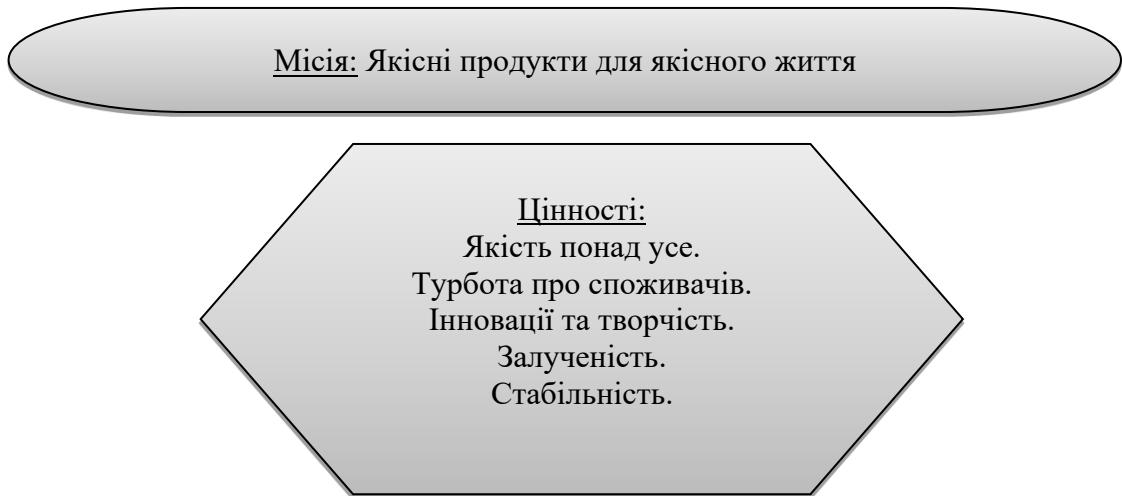 Місія: Якісні продукти для якісного життя
Цінності:
Якість понад усе.
Турбота про споживачів.
Інновації та творчість.
Залученість.
Стабільність.